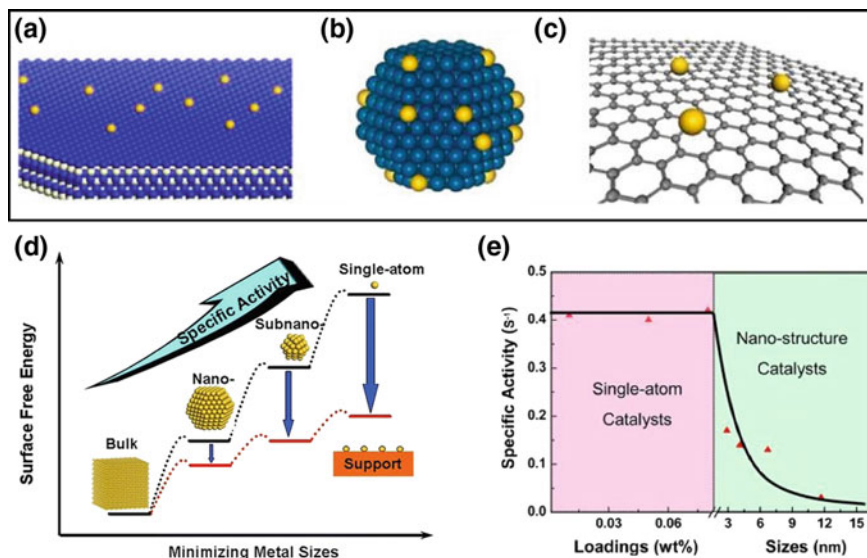 (a)
(b)
(c)
(d)
Surface Free Energy
Specific Activity
Bulk
Nano-
Subnano-
Single-atom
Support
Minimizing Metal Sizes
(e)
Specific Activity (s⁻¹)
0.5
0.4
0.3
0.2
0.1
0.0
Single-atom
Catalysts
Nano-structure
Catalysts
0.03 0.06 3 6 9 12 15
Loadings (wt%) Sizes (nm)